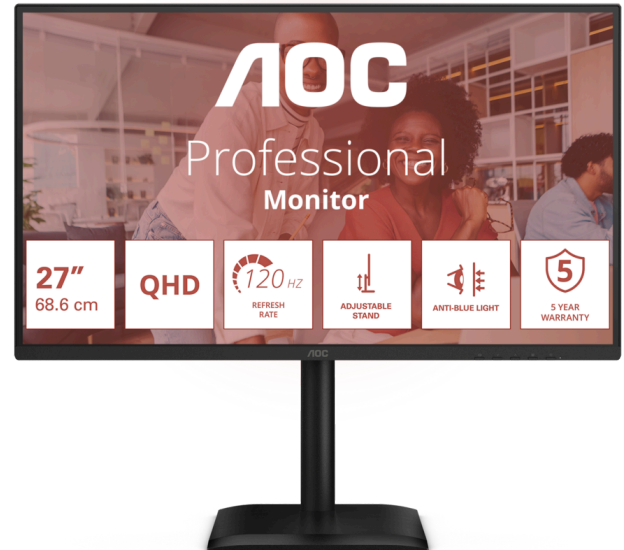 AOC
Professional
Monitor
27”
68.6 cm
QHD
120 HZ
REFRESH
RATE
ADJUSTABLE
STAND
ANTI-BLUE LIGHT
5
5 YEAR
WARRANTY
AOC